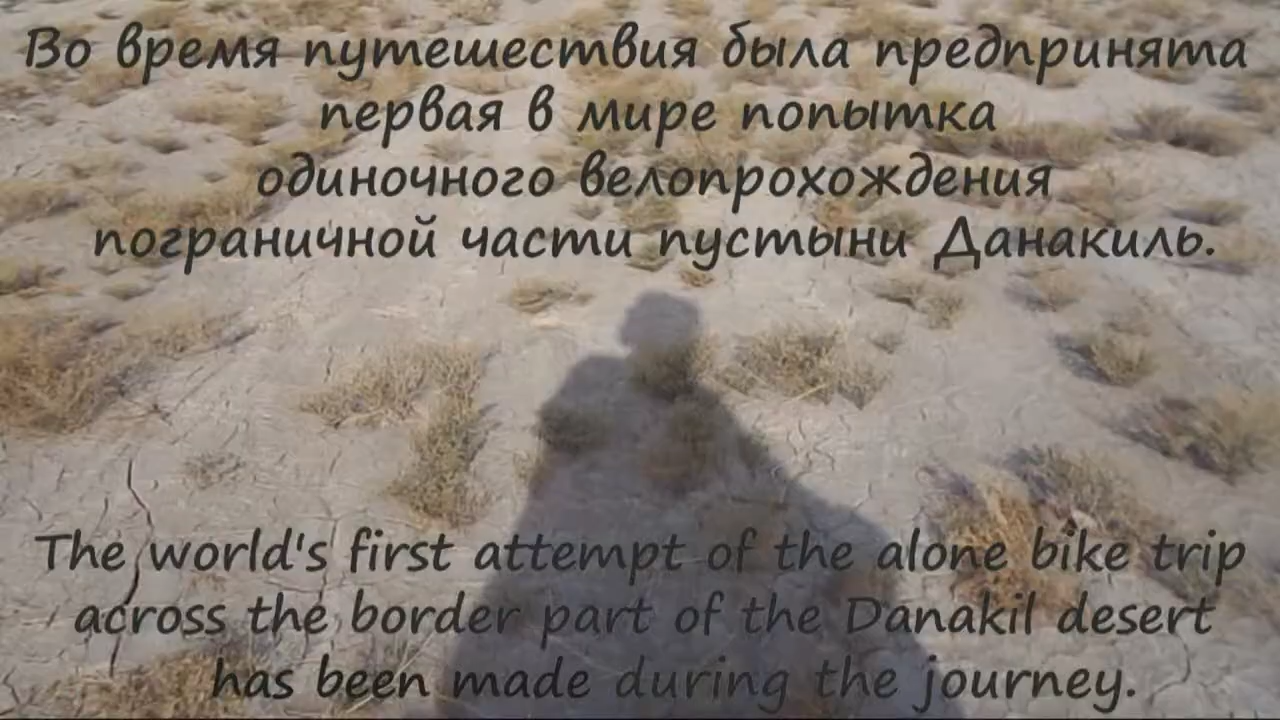 Во время путешествия была предпринята
первая в мире попытка
одиночного велопрохождения
пограничной части пустыни Данакиль.
The world's first attempt of the alone bike trip
across the border part of the Danakil desert
has been made during the journey.